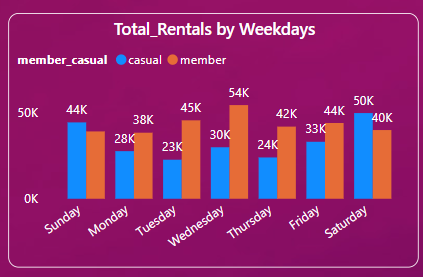 Total_Rentals by Weekdays
member_casual casual member
50K
0K
44K
28K 38K
23K 45K
30K 54K
24K 42K
33K 44K
50K 40K
Sunday
Monday
Tuesday
Wednesday
Thursday
Friday
Saturday